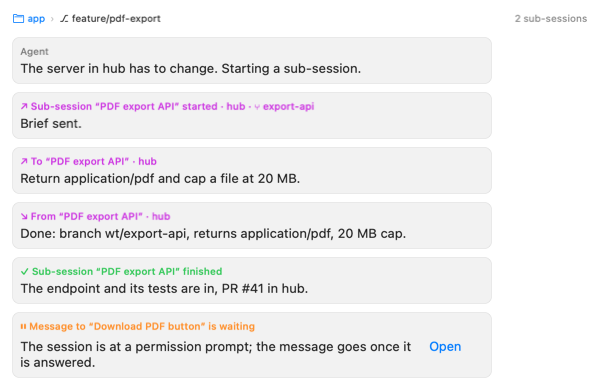 app › feature/pdf-export
2 sub-sessions
Agent
The server in hub has to change. Starting a sub-session.
Sub-session “PDF export API” started · hub · export-api
Brief sent.
To “PDF export API” · hub
Return application/pdf and cap a file at 20 MB.
From “PDF export API” · hub
Done: branch wt/export-api, returns application/pdf, 20 MB cap.
Sub-session “PDF export API” finished
The endpoint and its tests are in, PR #41 in hub.
Message to “Download PDF button” is waiting
The session is at a permission prompt; the message goes once it
is answered.
Open